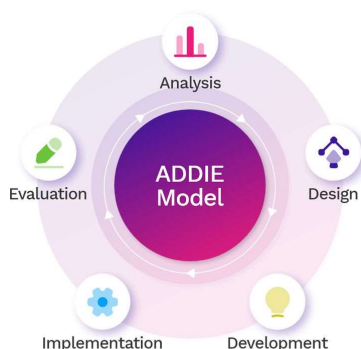 Analysis
ADDIE
Model
Evaluation
Design
Implementation
Development